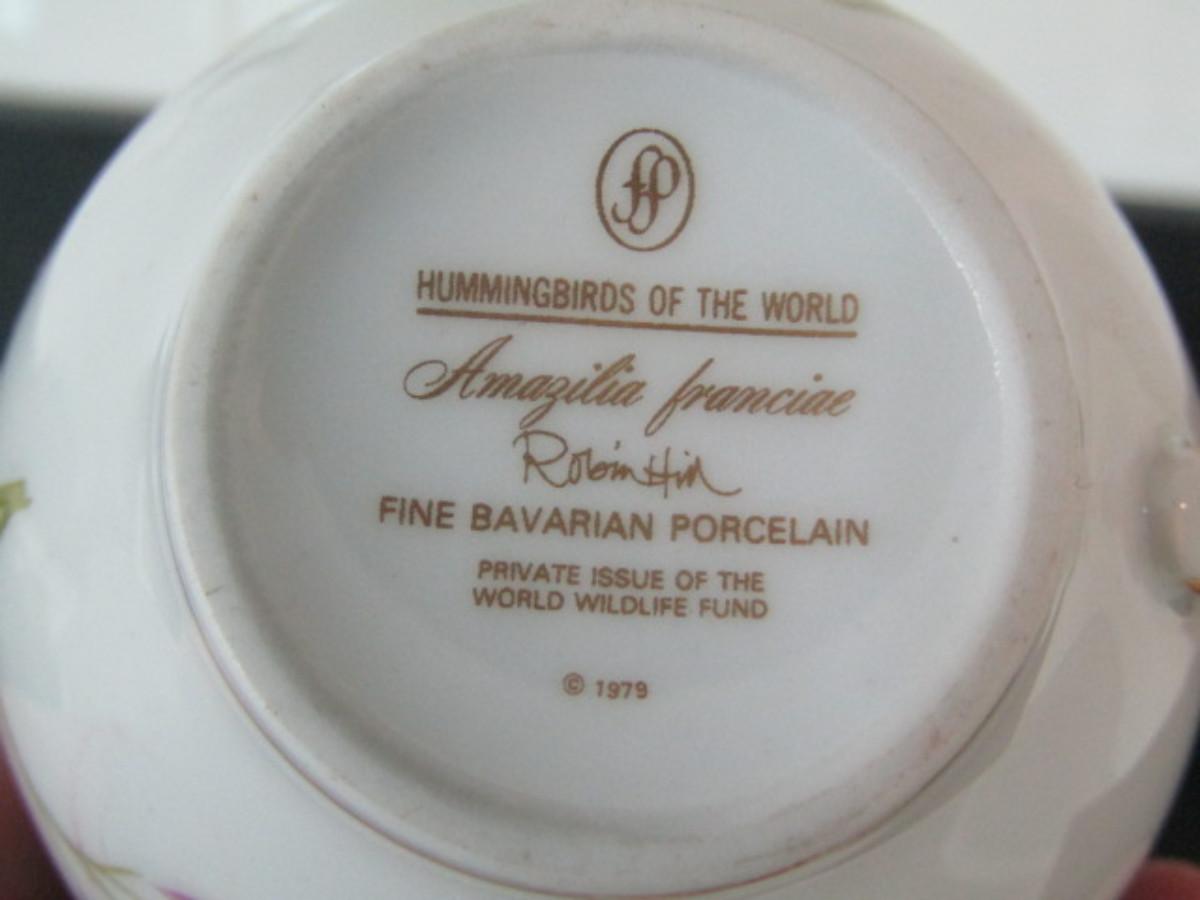 fp
HUMMINGBIRDS OF THE WORLD
Amazilia franciae
Robin Hill
FINE BAVARIAN PORCELAIN
PRIVATE ISSUE OF THE
WORLD WILDLIFE FUND
© 1979